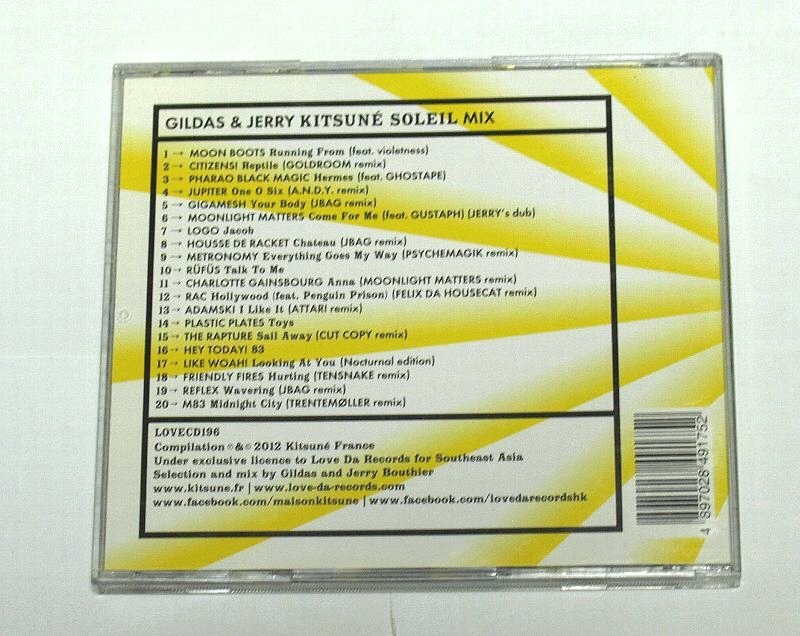 GILDAS & JERRY KITSUNÉ SOLEIL MIX
1 → MOON BOOTS Running From (feat. violetness)
2 → CITIZENS! Reptile (GOLDROOM remix)
3 → PHARAO BLACK MAGIC Hermes (feat. GHOSTAPE)
4 → JUPITER One O Six (A.N.D.Y. remix)
5 → GIGAMESH Your Body (JBAG remix)
6 → MOONLIGHT MATTERS Come For Me (feat. GUSTAPH) (JERRY's dub)
7 → LOGO Jacob
8 → HOUSSE DE RACKET Chateau (JBAG remix)
9 → METRONOMY Everything Goes My Way (PSYCHEMAGIK remix)
10 → RÜFÜS Talk To Me
11 → CHARLOTTE GAINSBOURG Anna (MOONLIGHT MATTERS remix)
12 → RAC Hollywood (feat. Penguin Prison) (FELIX DA HOUSECAT remix)
13 → ADAMSKI I Like It (ATTAR! remix)
14 → PLASTIC PLATES Toys
15 → THE RAPTURE Sail Away (CUT COPY remix)
16 → HEY TODAY! 83
17 → LIKE WOAH! Looking At You (Nocturnal edition)
18 → FRIENDLY FIRES Hurting (TENSNAKE remix)
19 → REFLEX Wavering (JBAG remix)
20 → M83 Midnight City (TRENTEMØLLER remix)
LOVECD196
Compilation ℗ & © 2012 Kitsuné France
Under exclusive licence to Love Da Records for Southeast Asia
Selection and mix by Gildas and Jerry Bouthier
www.kitsune.fr | www.love-da-records.com
www.facebook.com/maisonkitsune | www.facebook.com/lovedarecordshk
4 897028 491752